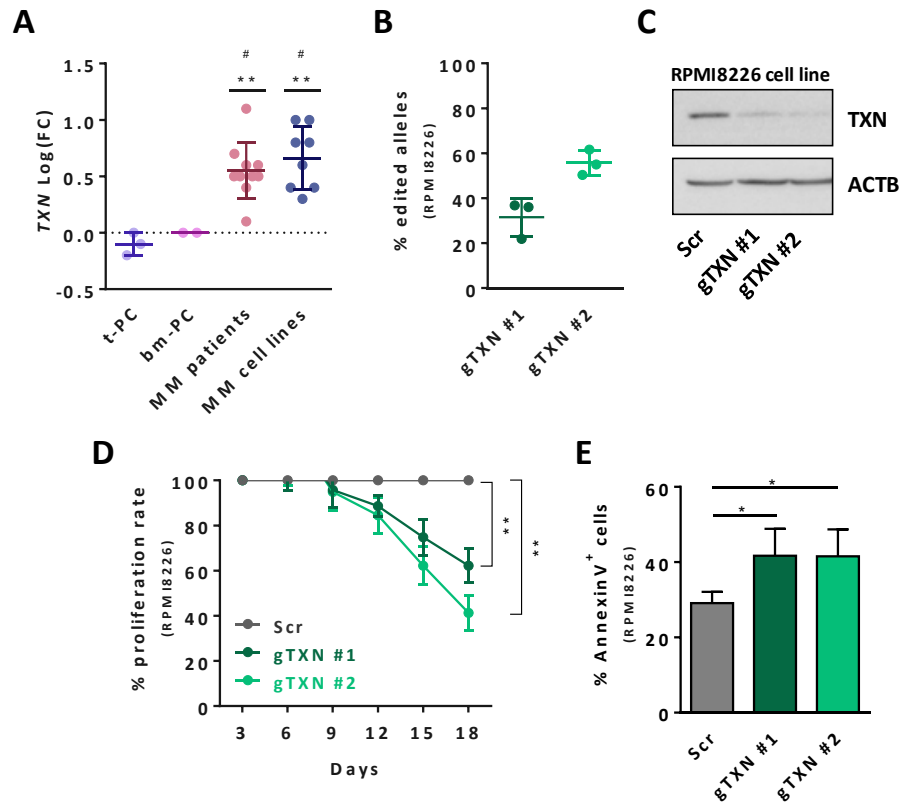 A
TXN Log(FC)
1.5
1.0
0.5
0.0
-0.5
#
**
#
**
t-PC
bm-PC
MM patients
MM cell lines
B
% edited alleles
(RPMI8226)
100
80
60
40
20
0
gTXN #1
gTXN #2
C
RPMI8226 cell line
TXN
ACTB
Scr
gTXN #1
gTXN #2
D
% proliferation rate
(RPMI8226)
100
80
60
40
20
0
Scr
gTXN #1
gTXN #2
**
**
3 6 9 12 15 18
Days
E
% AnnexinV+ cells
(RPMI8226)
60
40
20
0
*
*
Scr
gTXN #1
gTXN #2